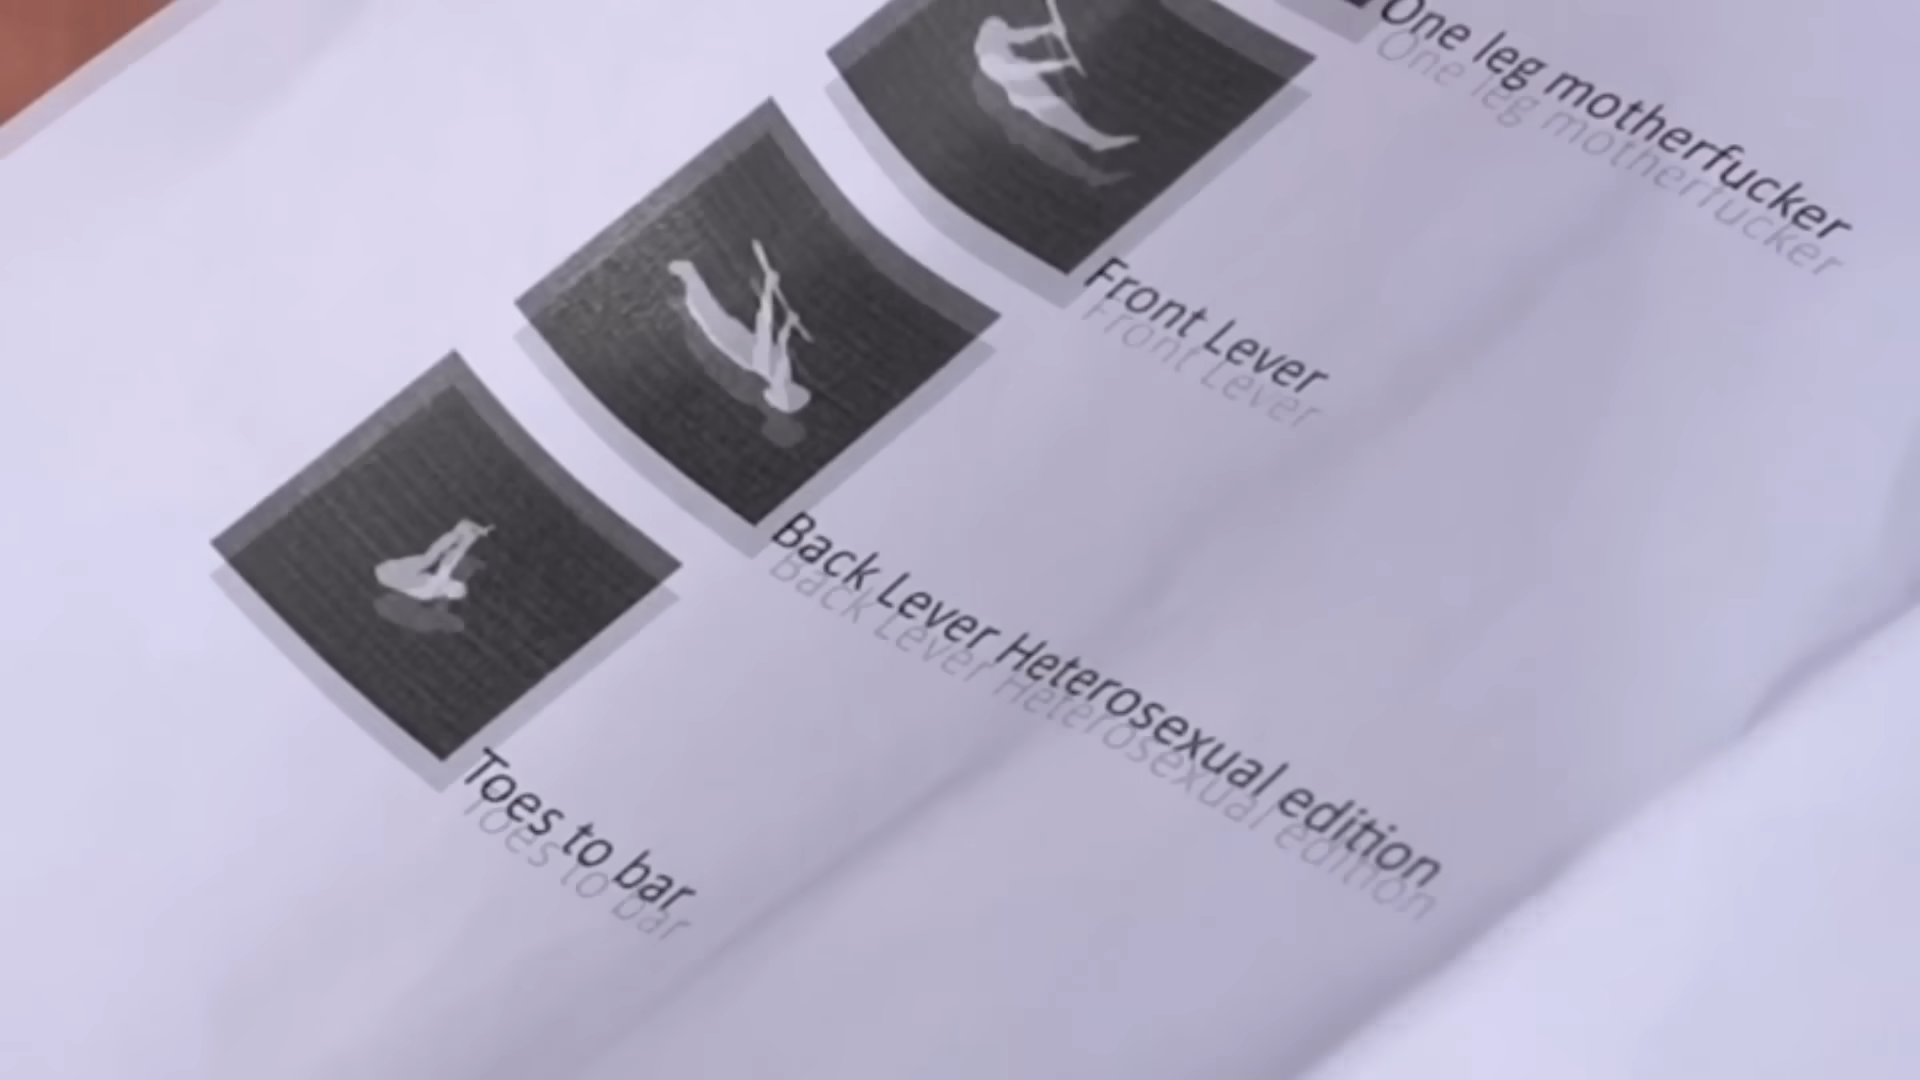 One leg motherfucker
Front Lever
Back Lever Heterosexual edition
Toes to bar